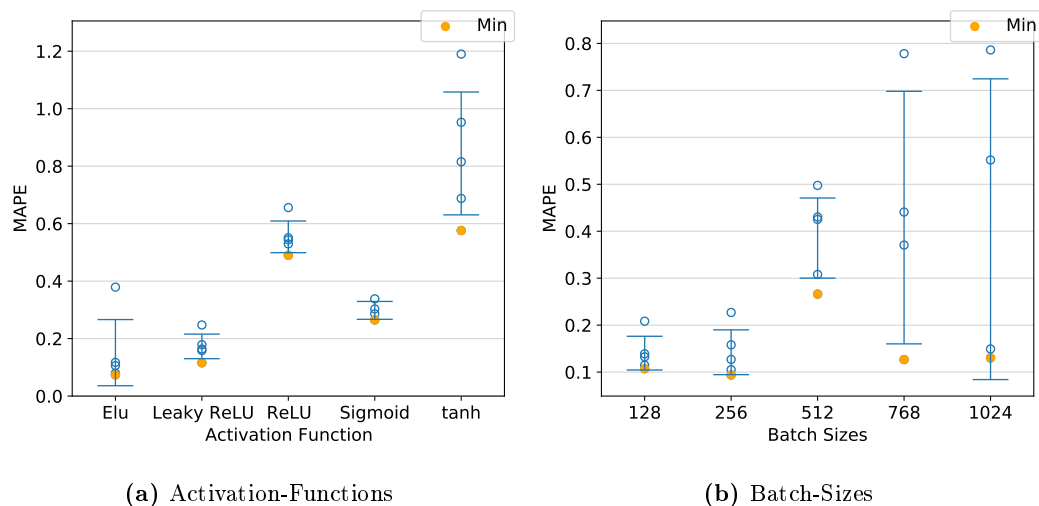 Min
1.2
1.0
0.8
0.6
0.4
0.2
0.0
MAPE
Elu Leaky ReLU ReLU Sigmoid tanh
Activation Function
(a) Activation-Functions
Min
0.8
0.7
0.6
0.5
0.4
0.3
0.2
0.1
MAPE
128 256 512 768 1024
Batch Sizes
(b) Batch-Sizes